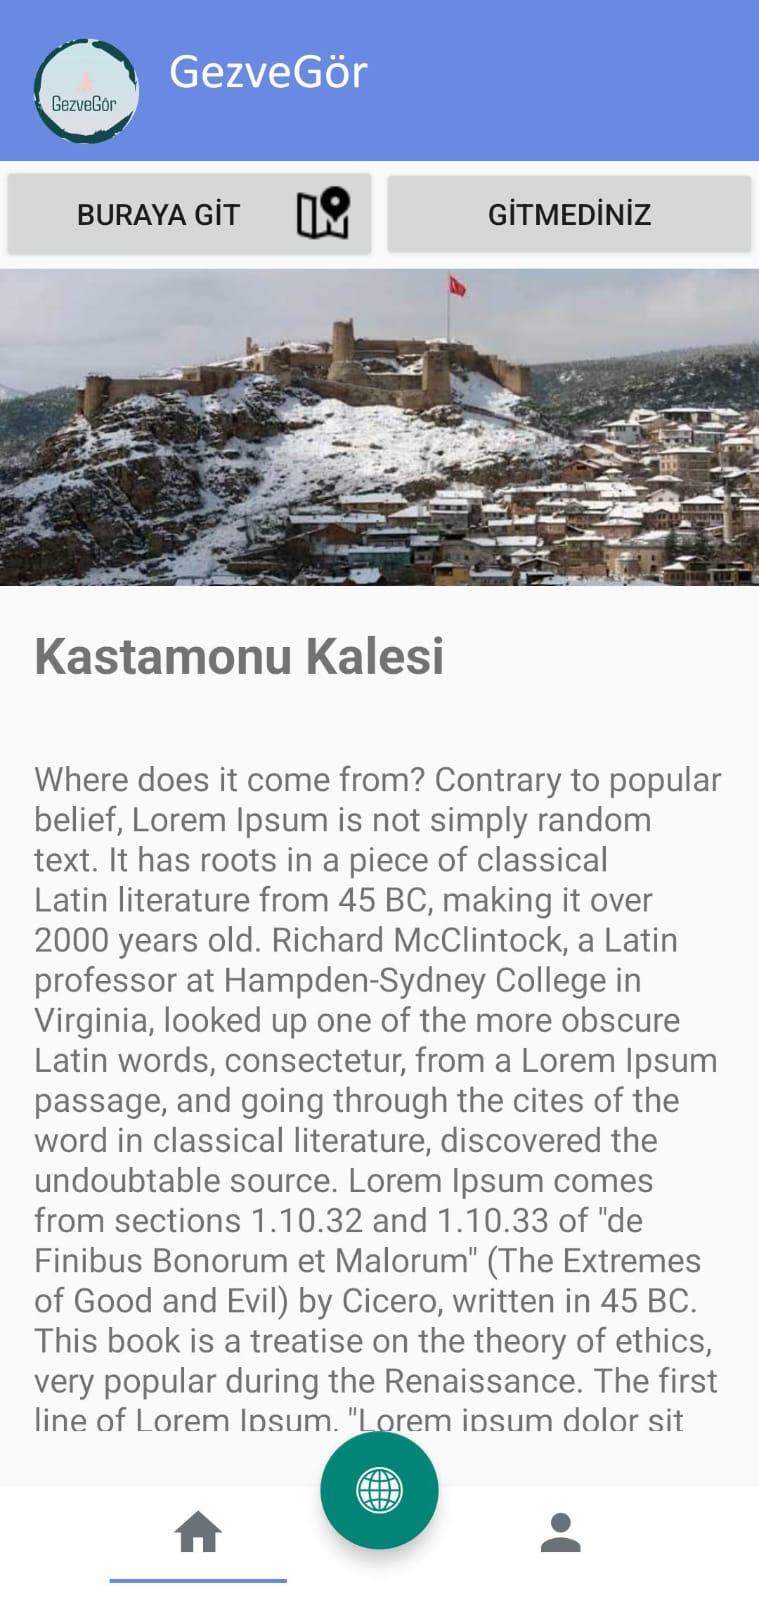 GezveGör
GezveGör
BURAYA GİT
GİTMEDİNİZ
Kastamonu Kalesi
Where does it come from? Contrary to popular
belief, Lorem Ipsum is not simply random
text. It has roots in a piece of classical
Latin literature from 45 BC, making it over
2000 years old. Richard McClintock, a Latin
professor at Hampden-Sydney College in
Virginia, looked up one of the more obscure
Latin words, consectetur, from a Lorem Ipsum
passage, and going through the cites of the
word in classical literature, discovered the
undoubtable source. Lorem Ipsum comes
from sections 1.10.32 and 1.10.33 of "de
Finibus Bonorum et Malorum" (The Extremes
of Good and Evil) by Cicero, written in 45 BC.
This book is a treatise on the theory of ethics,
very popular during the Renaissance. The first
line of Lorem Ipsum, "Lorem ipsum dolor sit